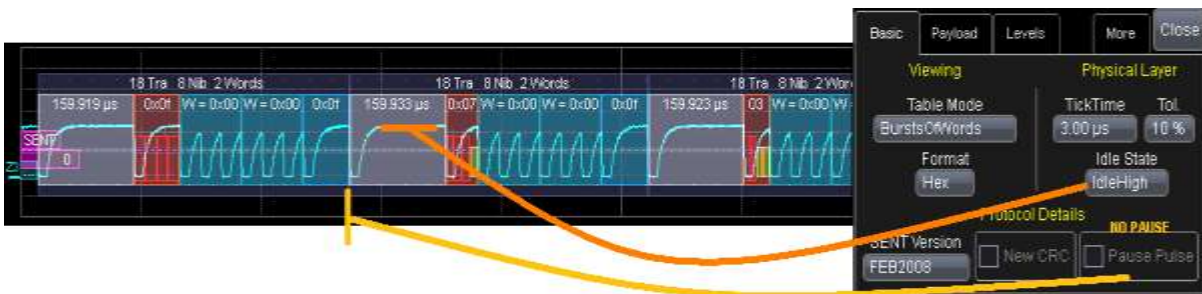 Basic Payload Levels More Close
18 Tra 8 Nib 2 Words 18 Tra 8 Nib 2 Words 18 Tra 8 Nib 2 Wor
Viewing Physical Layer
159.919 µs 0x0f W = 0x00 W = 0x00 0x0f 159.933 µs 0x07 W = 0x00 W = 0x00 0x0f 159.923 µs 03 W = 0x00 W
Table Mode TickTime Tol.
BurstsOfWords 3.00 µs 10 %
SENT
0
Format Idle State
Hex IdleHigh
Protocol Details
NO PAUSE
SENT Version
New CRC Pause Pulse
FEB2008